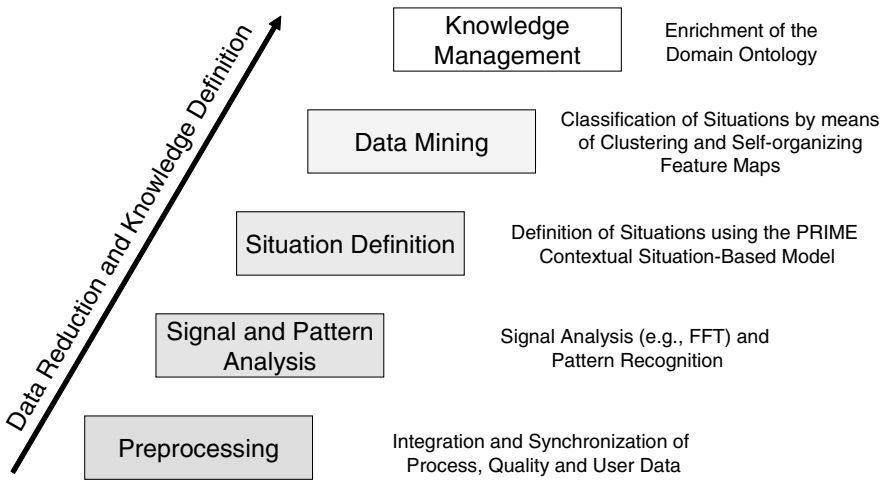 Data Reduction and Knowledge Definition
Knowledge
Management
Enrichment of the
Domain Ontology
Data Mining
Classification of Situations by means
of Clustering and Self-organizing
Feature Maps
Situation Definition
Definition of Situations using the PRIME
Contextual Situation-Based Model
Signal and Pattern
Analysis
Signal Analysis (e.g., FFT) and
Pattern Recognition
Preprocessing
Integration and Synchronization of
Process, Quality and User Data